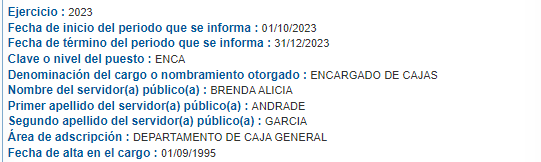 Ejercicio : 2023
Fecha de inicio del periodo que se informa : 01/10/2023
Fecha de término del periodo que se informa : 31/12/2023
Clave o nivel del puesto : ENCA
Denominación del cargo o nombramiento otorgado : ENCARGADO DE CAJAS
Nombre del servidor(a) público(a) : BRENDA ALICIA
Primer apellido del servidor(a) público(a) : ANDRADE
Segundo apellido del servidor(a) público(a) : GARCIA
Área de adscripción : DEPARTAMENTO DE CAJA GENERAL
Fecha de alta en el cargo : 01/09/1995